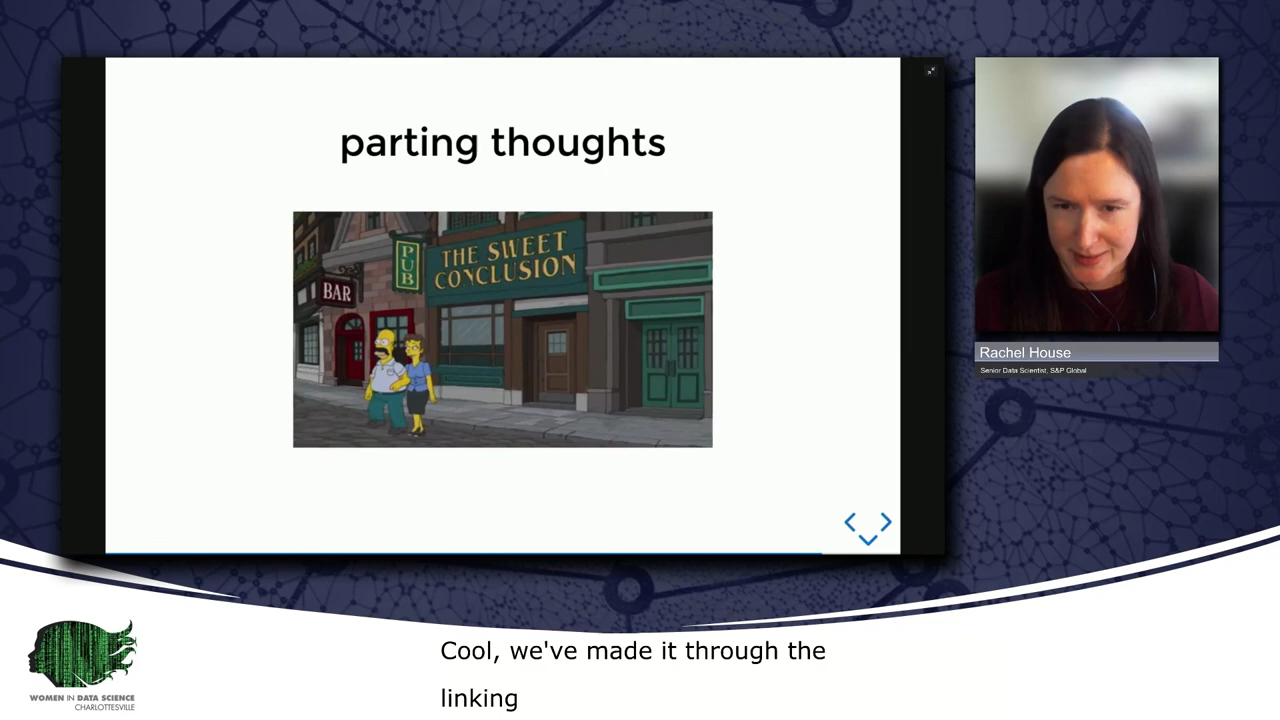 parting thoughts
BAR
PUB
THE SWEET
CONCLUSION
Rachel House
Senior Data Scientist, S&P Global
WOMEN IN DATA SCIENCE
CHARLOTTESVILLE
Cool, we've made it through the
linking